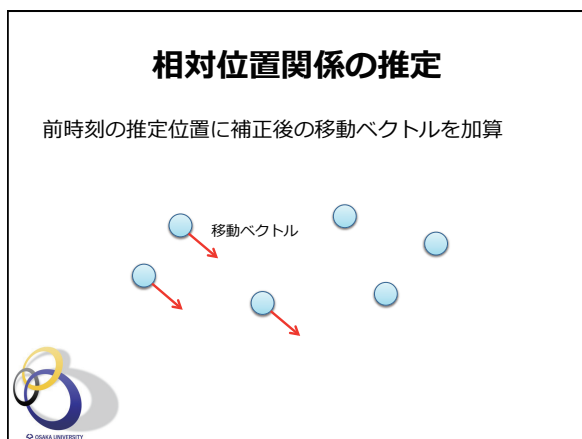 相対位置関係の推定
前時刻の推定位置に補正後の移動ベクトルを加算
移動ベクトル
OSAKA UNIVERSITY